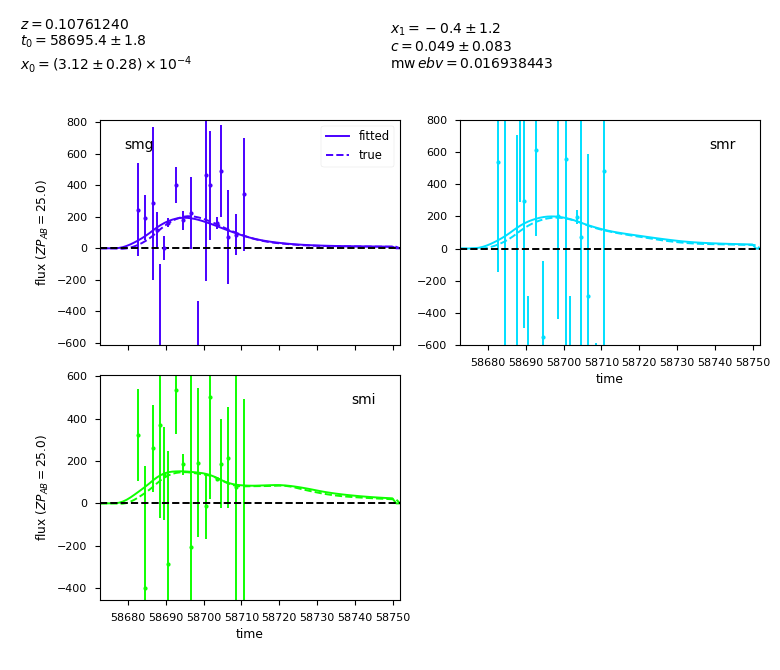 z = 0.10761240
t₀ = 58695.4 ± 1.8
x₀ = (3.12 ± 0.28) × 10⁻⁴
x₁ = −0.4 ± 1.2
c = 0.049 ± 0.083
mw ebv = 0.016938443
smg
fitted
true
800
600
400
200
0
−200
−400
−600
flux (ZP_AB = 25.0)
smr
800
600
400
200
0
−200
−400
−600
58680 58690 58700 58710 58720 58730 58740 58750
time
smi
600
400
200
0
−200
−400
flux (ZP_AB = 25.0)
58680 58690 58700 58710 58720 58730 58740 58750
time